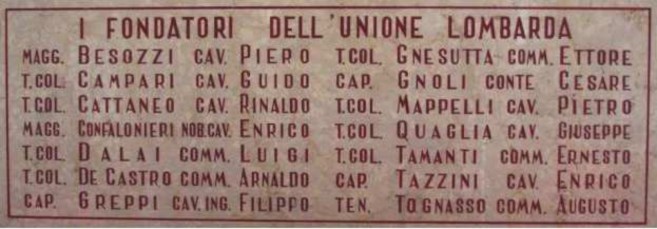 I FONDATORI DELL'UNIONE LOMBARDA
MAGG. BESOZZI CAV. PIERO T.COL. GNESUTTA COMM. ETTORE
T.COL. CAMPARI CAV. GUIDO CAP. GNOLI CONTE CESARE
T.COL. CATTANEO CAV. RINALDO T.COL. MAPPELLI CAV. PIETRO
MAGG. CONFALONIERI NOB.CAV. ENRICO T.COL. QUAGLIA CAV. GIUSEPPE
T.COL. DALAI COMM. LUIGI T.COL. TAMANTI COMM. ERNESTO
T.COL. DE CASTRO COMM. ARNALDO CAP. TAZZINI CAV. ENRICO
CAP. GREPPI CAV.ING. FILIPPO TEN. TOGNASSO COMM. AUGUSTO